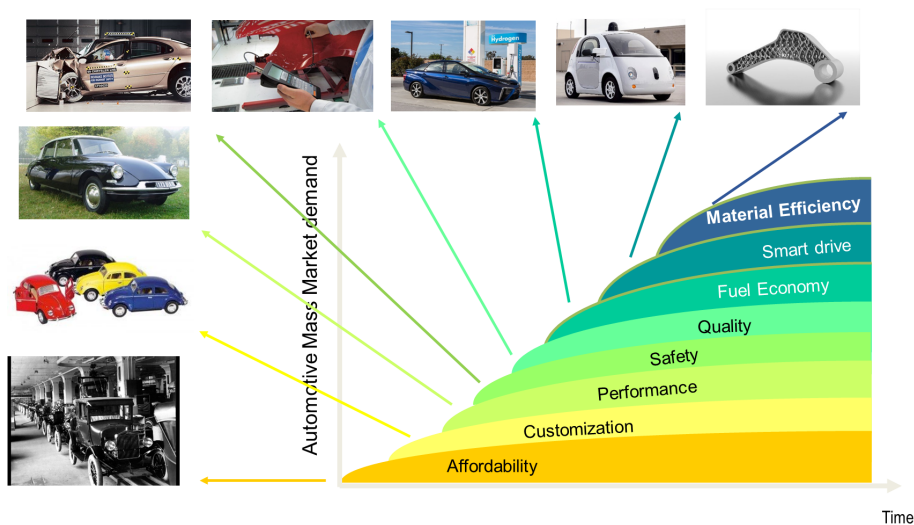 Hydrogen
Automotive Mass Market demand
Material Efficiency
Smart drive
Fuel Economy
Quality
Safety
Performance
Customization
Affordability
Time